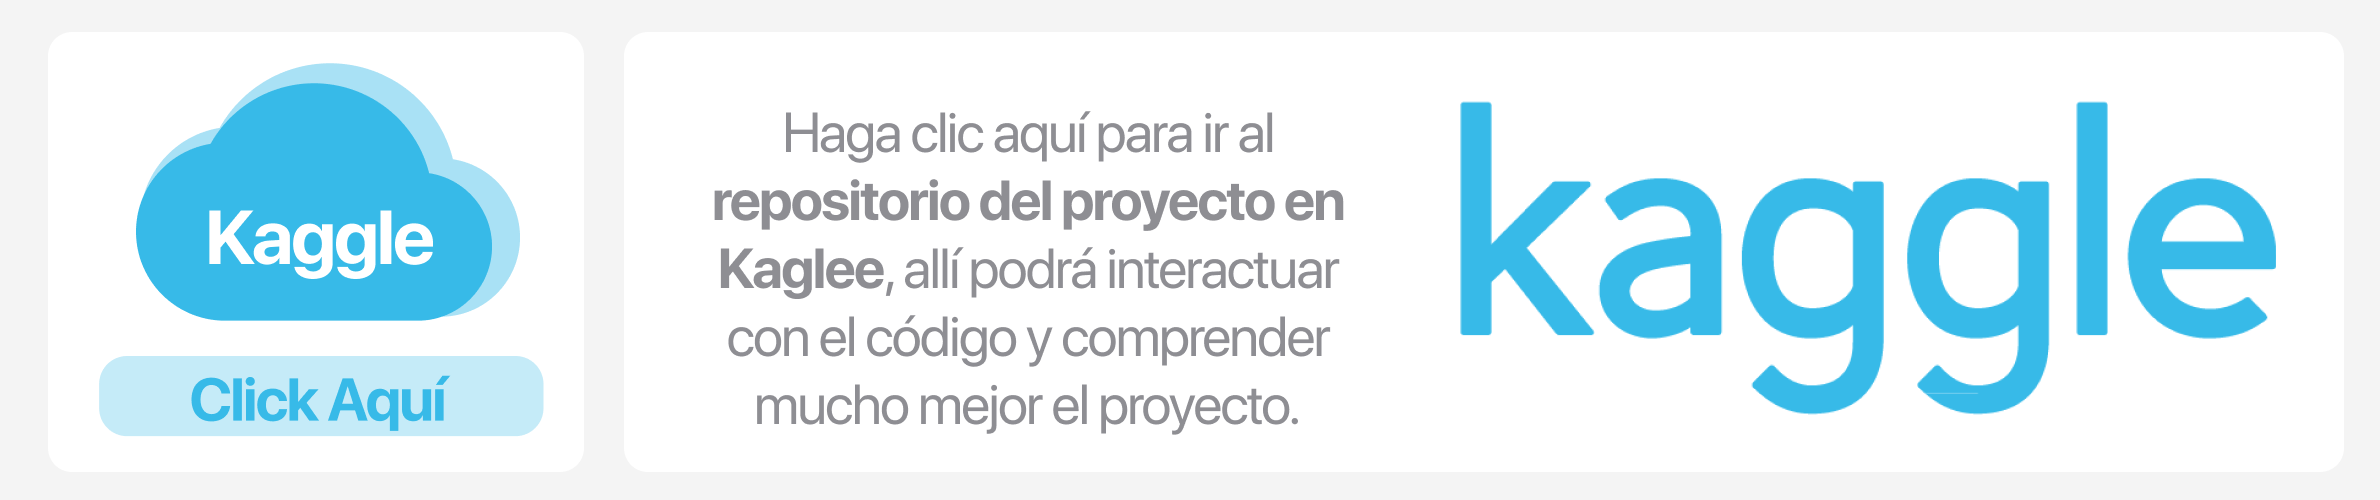 Kaggle
Click Aquí
Haga clic aquí para ir al
repositorio del proyecto en
Kaglee, allí podrá interactuar
con el código y comprender
mucho mejor el proyecto.
kaggle